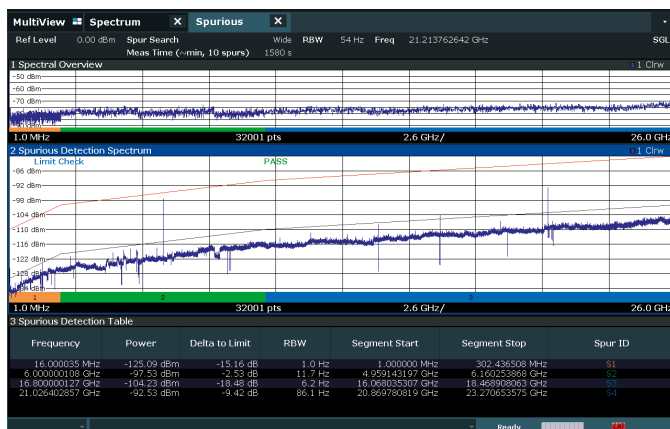 MultiView Spectrum X Spurious X
Ref Level 0.00 dBm Spur Search Wide RBW 54 Hz Freq 21.213762642 GHz SGL
Meas Time (~min, 10 spurs) 1580 s
1 Spectral Overview 1 Clrw
-50 dBm
-60 dBm
-70 dBm
1.0 MHz 32001 pts 2.6 GHz/ 26.0 GHz
2 Spurious Detection Spectrum 1 Clrw
Limit Check PASS
-86 dBm
-92 dBm
-98 dBm
-104 dBm
-110 dBm
-116 dBm
-122 dBm
1 2 3
1.0 MHz 32001 pts 2.6 GHz/ 26.0 GHz
3 Spurious Detection Table
Frequency Power Delta to Limit RBW Segment Start Segment Stop Spur ID
16.000035 MHz -125.09 dBm -15.16 dB 1.0 Hz 1.000000 MHz 302.436508 MHz S1
6.000000108 GHz -97.53 dBm -2.53 dB 11.7 Hz 4.959143197 GHz 6.160253868 GHz S2
16.800000127 GHz -104.23 dBm -18.48 dB 6.2 Hz 16.068035307 GHz 18.468908063 GHz S3
21.026402857 GHz -92.53 dBm -9.42 dB 86.1 Hz 20.869780819 GHz 23.270653575 GHz S4
Ready